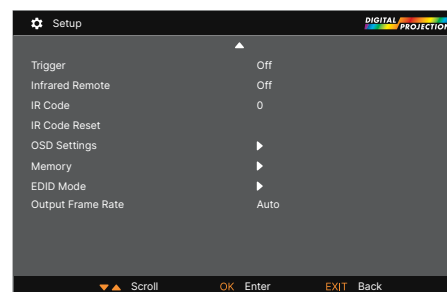 Setup
DIGITAL
PROJECTION
Trigger Off
Infrared Remote Off
IR Code 0
IR Code Reset
OSD Settings
Memory
EDID Mode
Output Frame Rate Auto
Scroll OK Enter EXIT Back